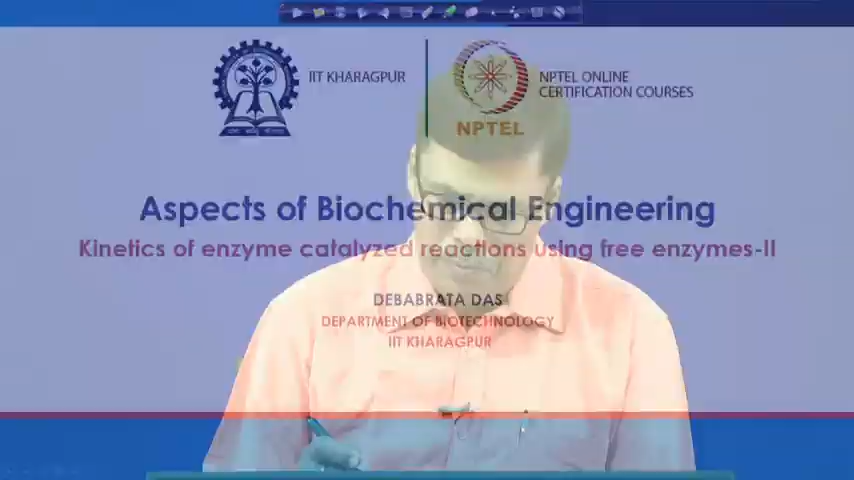 IIT KHARAGPUR
NPTEL ONLINE
CERTIFICATION COURSES
NPTEL
Aspects of Biochemical Engineering
Kinetics of enzyme catalyzed reactions using free enzymes-II
DEBABRATA DAS
DEPARTMENT OF BIOTECHNOLOGY
IIT KHARAGPUR